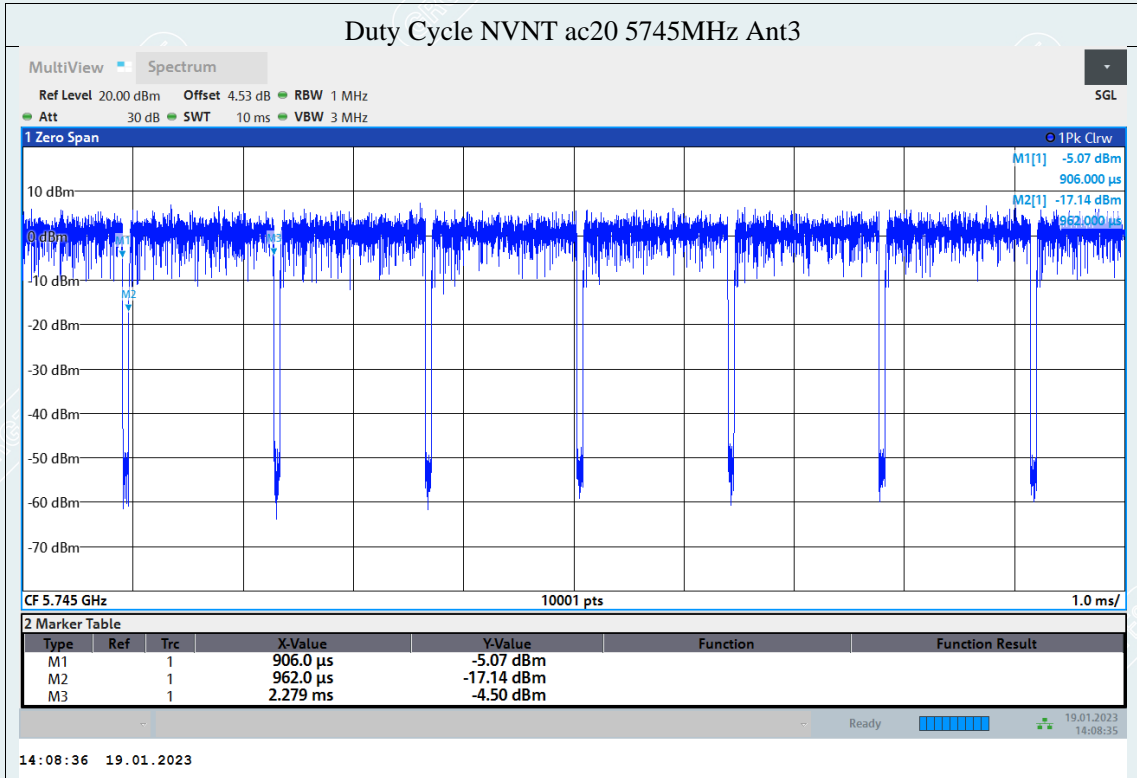 Duty Cycle NVNT ac20 5745MHz Ant3
MultiView Spectrum
Ref Level 20.00 dBm Offset 4.53 dB RBW 1 MHz SGL
Att 30 dB SWT 10 ms VBW 3 MHz
1 Zero Span 1Pk Clrw
M1[1] -5.07 dBm
906.000 µs
M2[1] -17.14 dBm
962.000 µs
10 dBm
0 dBm
M1
M3
-10 dBm
M2
-20 dBm
-30 dBm
-40 dBm
-50 dBm
-60 dBm
-70 dBm
CF 5.745 GHz 10001 pts 1.0 ms/
2 Marker Table
Type Ref Trc X-Value Y-Value Function Function Result
M1 1 906.0 µs -5.07 dBm
M2 1 962.0 µs -17.14 dBm
M3 1 2.279 ms -4.50 dBm
Ready 19.01.2023
14:08:35
14:08:36 19.01.2023